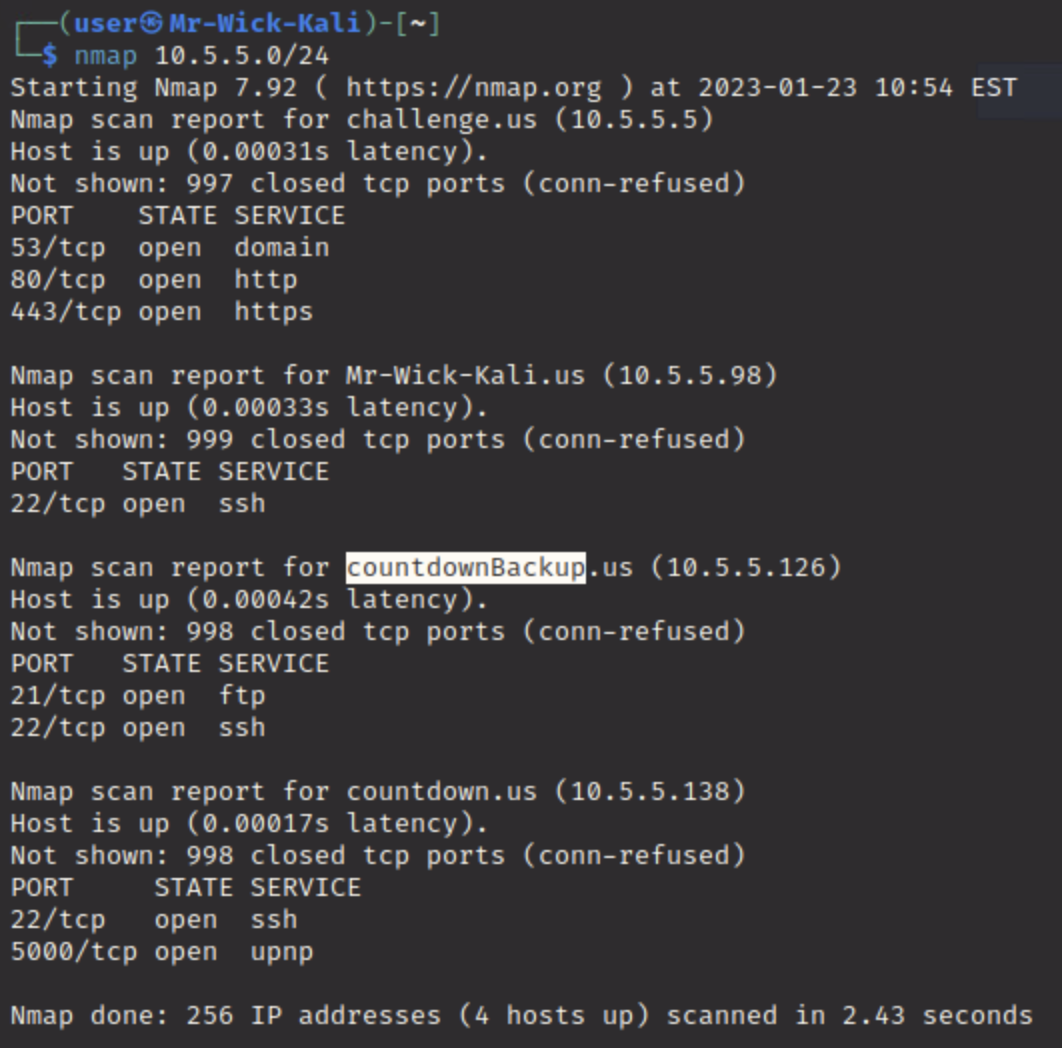 ┌──(user㉿Mr-Wick-Kali)-[~]
└─$ nmap 10.5.5.0/24
Starting Nmap 7.92 ( https://nmap.org ) at 2023-01-23 10:54 EST
Nmap scan report for challenge.us (10.5.5.5)
Host is up (0.00031s latency).
Not shown: 997 closed tcp ports (conn-refused)
PORT    STATE SERVICE
53/tcp  open  domain
80/tcp  open  http
443/tcp open  https

Nmap scan report for Mr-Wick-Kali.us (10.5.5.98)
Host is up (0.00033s latency).
Not shown: 999 closed tcp ports (conn-refused)
PORT   STATE SERVICE
22/tcp open  ssh

Nmap scan report for countdownBackup.us (10.5.5.126)
Host is up (0.00042s latency).
Not shown: 998 closed tcp ports (conn-refused)
PORT   STATE SERVICE
21/tcp open  ftp
22/tcp open  ssh

Nmap scan report for countdown.us (10.5.5.138)
Host is up (0.00017s latency).
Not shown: 998 closed tcp ports (conn-refused)
PORT     STATE SERVICE
22/tcp   open  ssh
5000/tcp open  upnp

Nmap done: 256 IP addresses (4 hosts up) scanned in 2.43 seconds